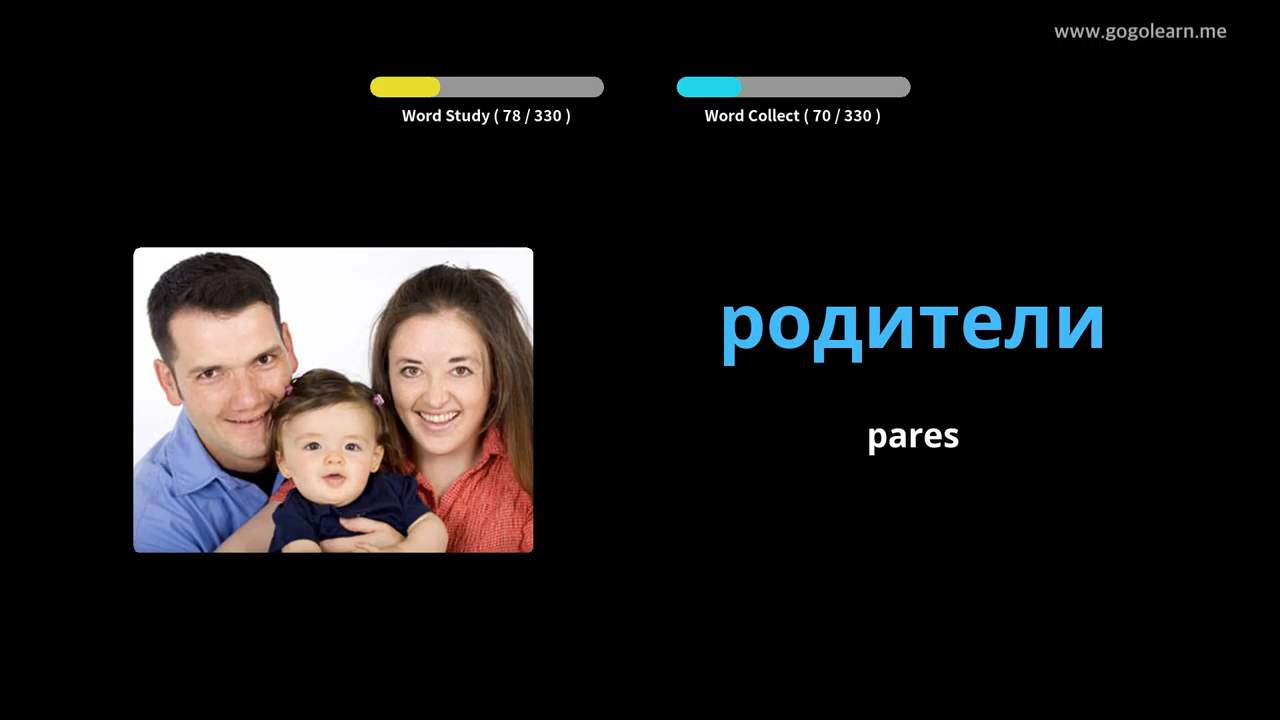 www.gogolearn.me
Word Study ( 78 / 330 )
Word Collect ( 70 / 330 )
родители
pares